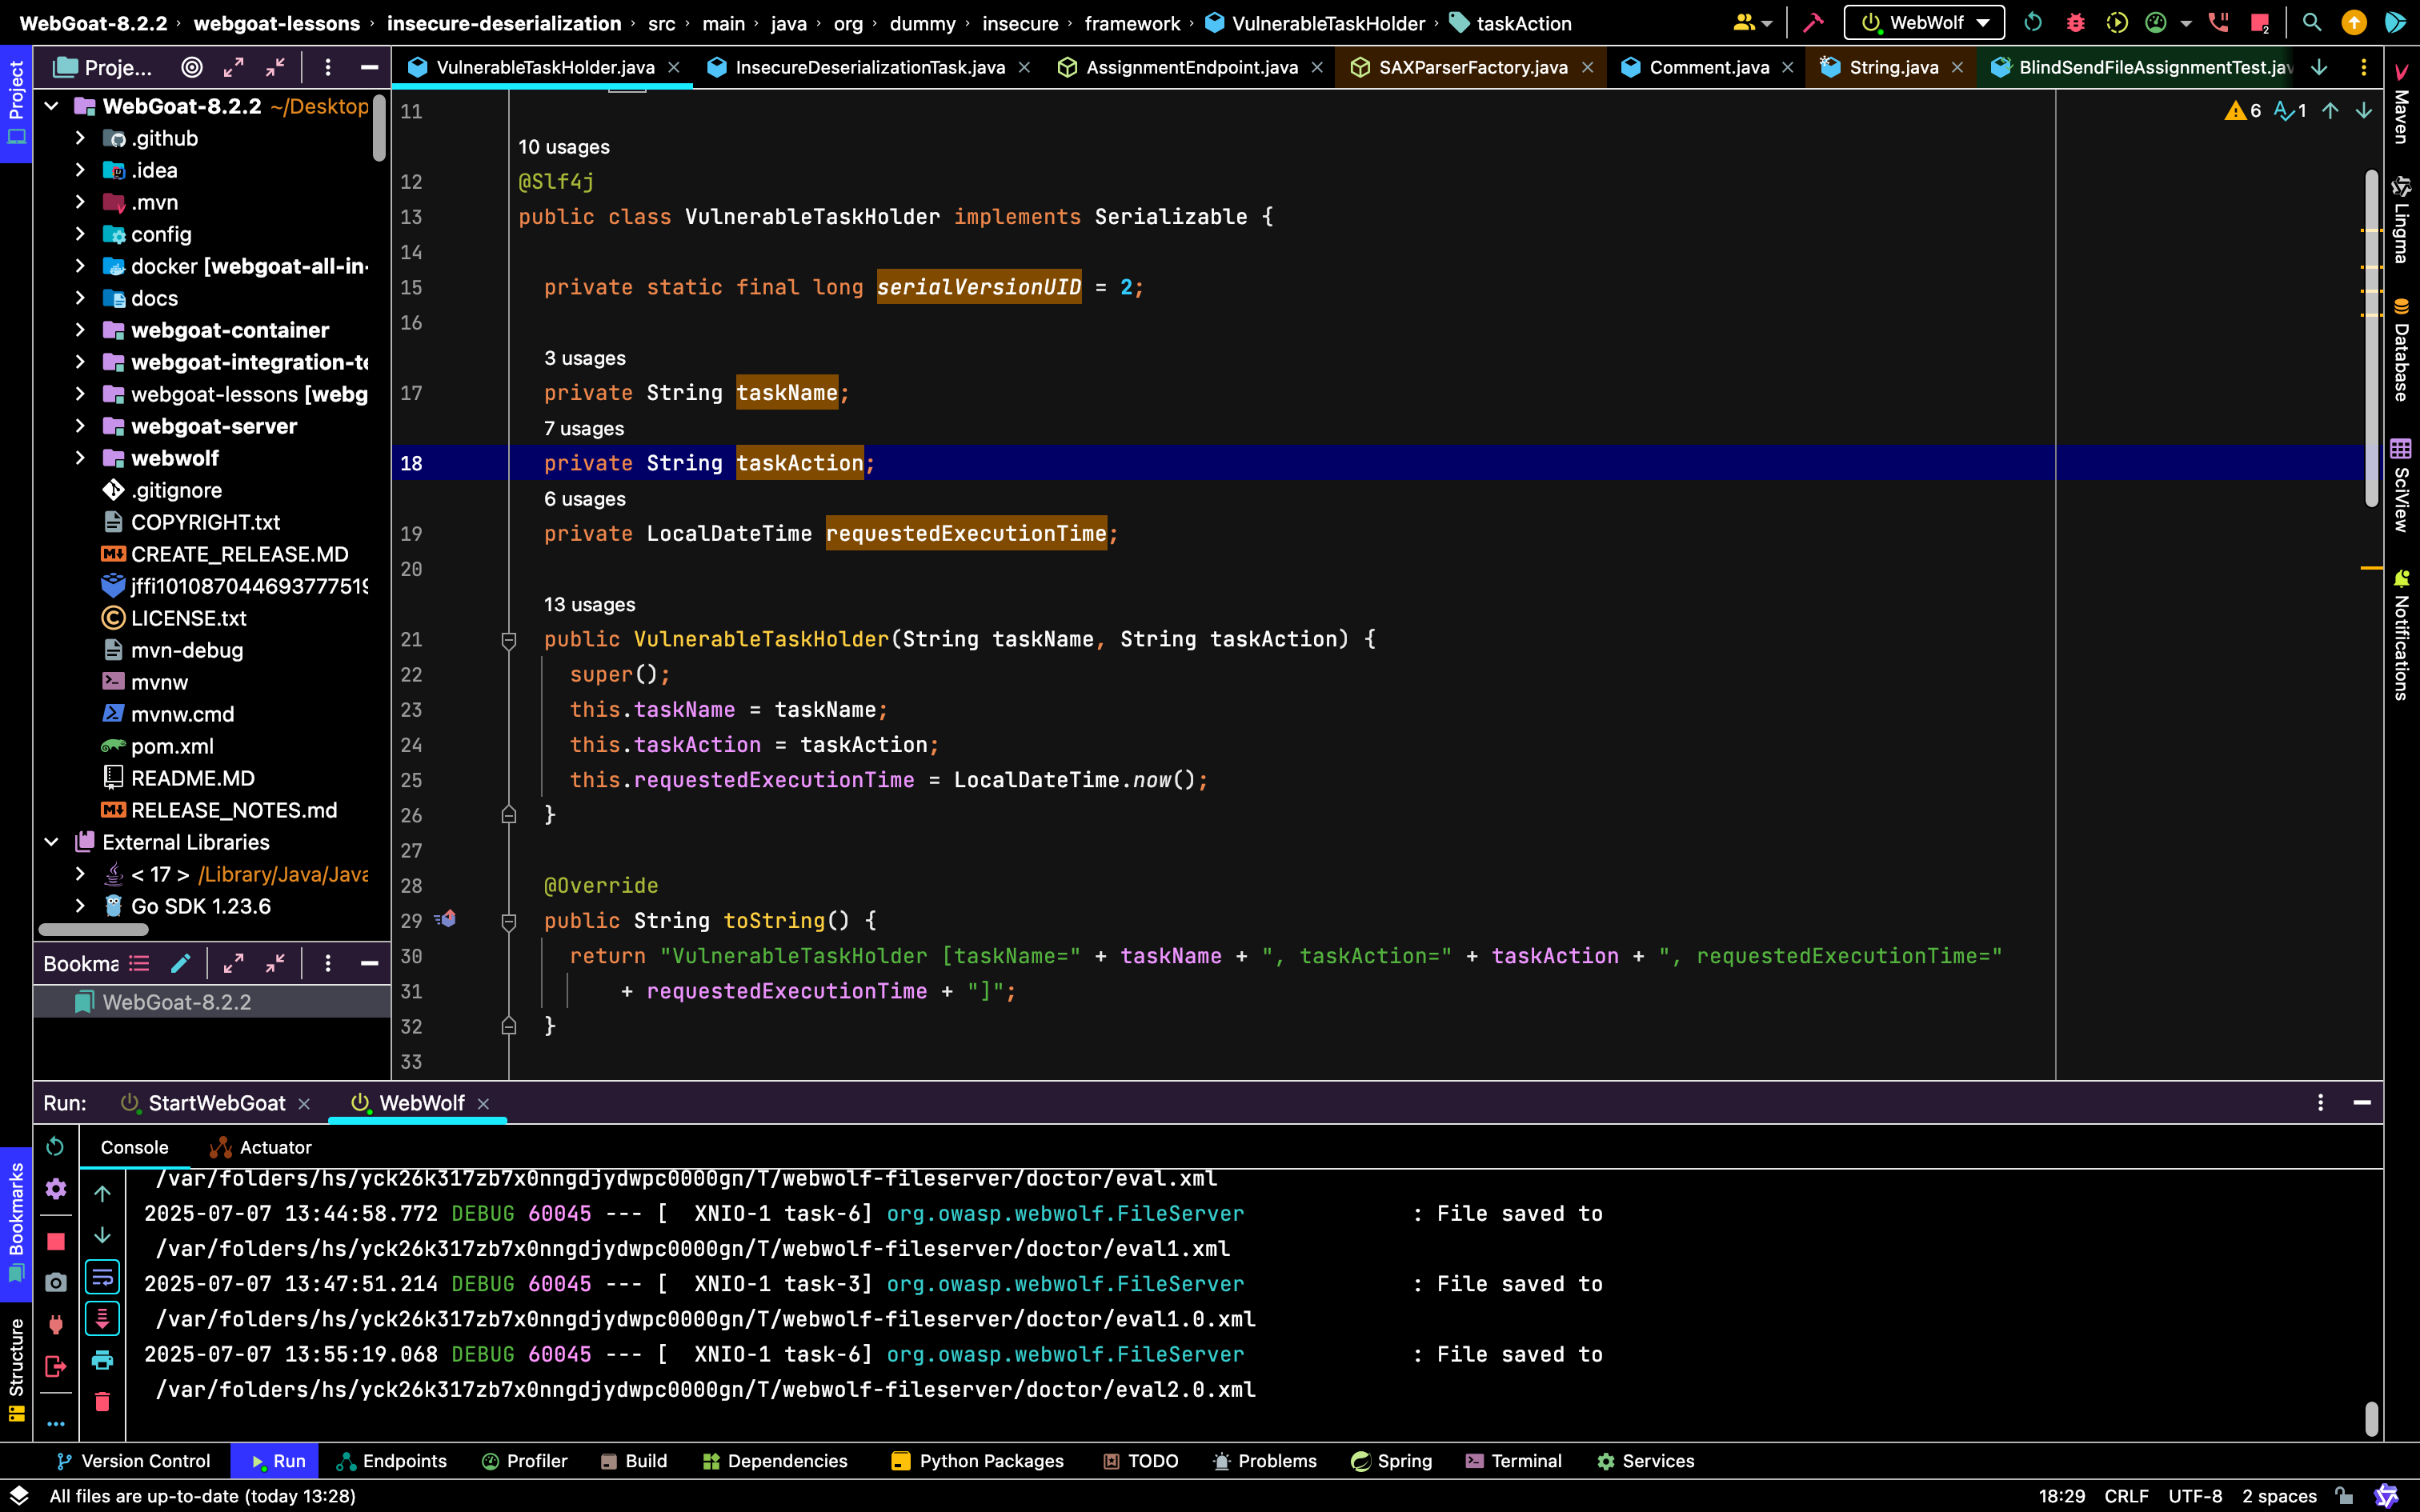 WebGoat-8.2.2 › webgoat-lessons › insecure-deserialization › src › main › java › org › dummy › insecure › framework › VulnerableTaskHolder › taskAction
WebWolf
Project
Proje...
VulnerableTaskHolder.java
InsecureDeserializationTask.java
AssignmentEndpoint.java
SAXParserFactory.java
Comment.java
String.java
BlindSendFileAssignmentTest.jav
WebGoat-8.2.2 ~/Desktop
.github
.idea
.mvn
config
docker [webgoat-all-in-
docs
webgoat-container
webgoat-integration-te
webgoat-lessons [webg
webgoat-server
webwolf
.gitignore
COPYRIGHT.txt
CREATE_RELEASE.MD
jffi1010870446937775
LICENSE.txt
mvn-debug
mvnw
mvnw.cmd
pom.xml
README.MD
RELEASE_NOTES.md
External Libraries
< 17 > /Library/Java/Java
Go SDK 1.23.6
Bookma
WebGoat-8.2.2
11
10 usages
12 @Slf4j
13 public class VulnerableTaskHolder implements Serializable {
14
15 private static final long serialVersionUID = 2;
16
3 usages
17 private String taskName;
7 usages
18 private String taskAction;
6 usages
19 private LocalDateTime requestedExecutionTime;
20
13 usages
21 public VulnerableTaskHolder(String taskName, String taskAction) {
22 super();
23 this.taskName = taskName;
24 this.taskAction = taskAction;
25 this.requestedExecutionTime = LocalDateTime.now();
26 }
27
28 @Override
29 public String toString() {
30 return "VulnerableTaskHolder [taskName=" + taskName + ", taskAction=" + taskAction + ", requestedExecutionTime="
31 + requestedExecutionTime + "]";
32 }
33
6
1
Maven
Lingma
Database
SciView
Notifications
Run:
StartWebGoat
WebWolf
Console
Actuator
/var/folders/hs/yck26k317zb7x0nngdjydwpc0000gn/T/webwolf-fileserver/doctor/eval.xml
2025-07-07 13:44:58.772 DEBUG 60045 --- [  XNIO-1 task-6] org.owasp.webwolf.FileServer : File saved to
/var/folders/hs/yck26k317zb7x0nngdjydwpc0000gn/T/webwolf-fileserver/doctor/eval1.xml
2025-07-07 13:47:51.214 DEBUG 60045 --- [  XNIO-1 task-3] org.owasp.webwolf.FileServer : File saved to
/var/folders/hs/yck26k317zb7x0nngdjydwpc0000gn/T/webwolf-fileserver/doctor/eval1.0.xml
2025-07-07 13:55:19.068 DEBUG 60045 --- [  XNIO-1 task-6] org.owasp.webwolf.FileServer : File saved to
/var/folders/hs/yck26k317zb7x0nngdjydwpc0000gn/T/webwolf-fileserver/doctor/eval2.0.xml
Bookmarks
Structure
Version Control
Run
Endpoints
Profiler
Build
Dependencies
Python Packages
TODO
Problems
Spring
Terminal
Services
All files are up-to-date (today 13:28)
18:29 CRLF UTF-8 2 spaces